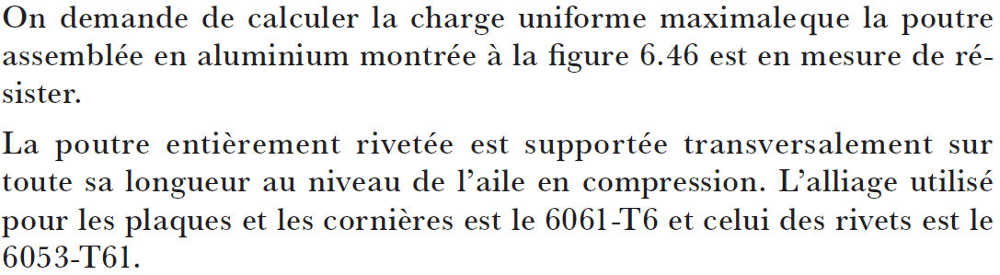 On demande de calculer la charge uniforme maximaleque la poutre
assemblée en aluminium montrée à la figure 6.46 est en mesure de ré-
sister.
La poutre entièrement rivetée est supportée transversalement sur
toute sa longueur au niveau de l’aile en compression. L’alliage utilisé
pour les plaques et les cornières est le 6061-T6 et celui des rivets est le
6053-T61.